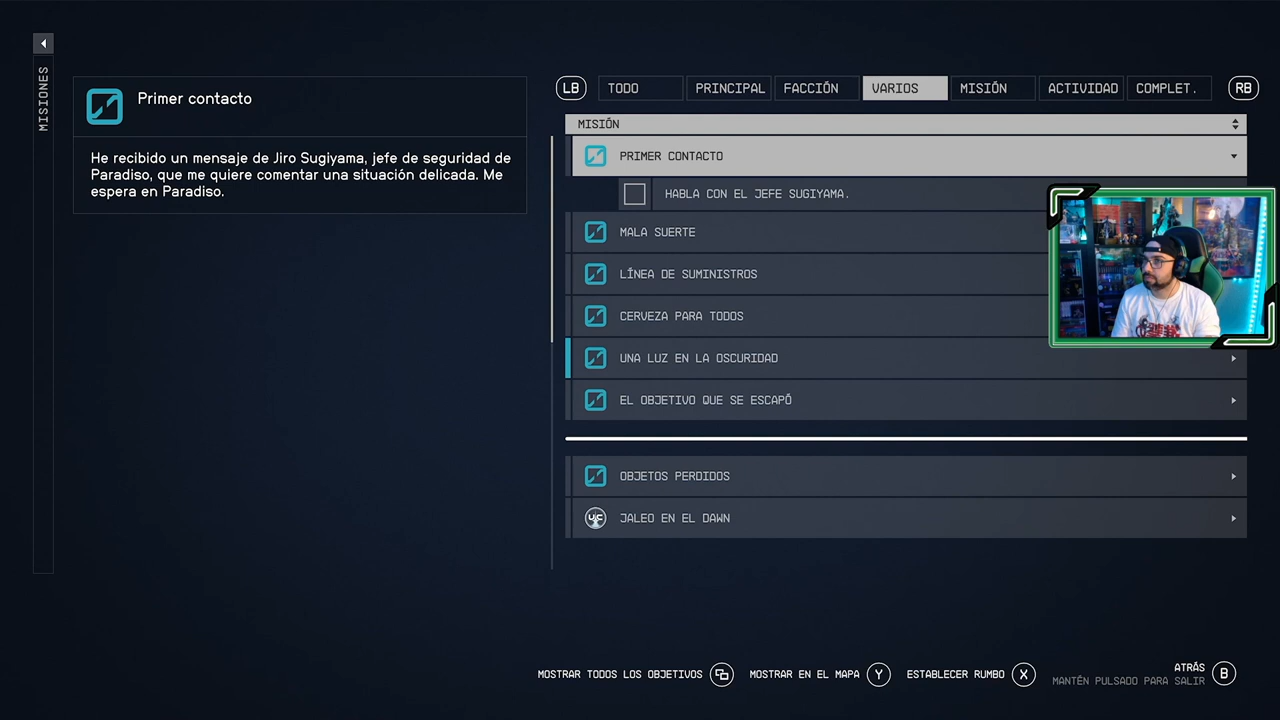 MISIONES
Primer contacto
He recibido un mensaje de Jiro Sugiyama, jefe de seguridad de
Paradiso, que me quiere comentar una situación delicada. Me
espera en Paradiso.
LB TODO PRINCIPAL FACCIÓN VARIOS MISIÓN ACTIVIDAD COMPLET. RB
MISIÓN
PRIMER CONTACTO
HABLA CON EL JEFE SUGIYAMA.
MALA SUERTE
LÍNEA DE SUMINISTROS
CERVEZA PARA TODOS
UNA LUZ EN LA OSCURIDAD
EL OBJETIVO QUE SE ESCAPÓ
OBJETOS PERDIDOS
UC JALEO EN EL DAWN
MOSTRAR TODOS LOS OBJETIVOS MOSTRAR EN EL MAPA Y ESTABLECER RUMBO X ATRÁS B
MANTÉN PULSADO PARA SALIR